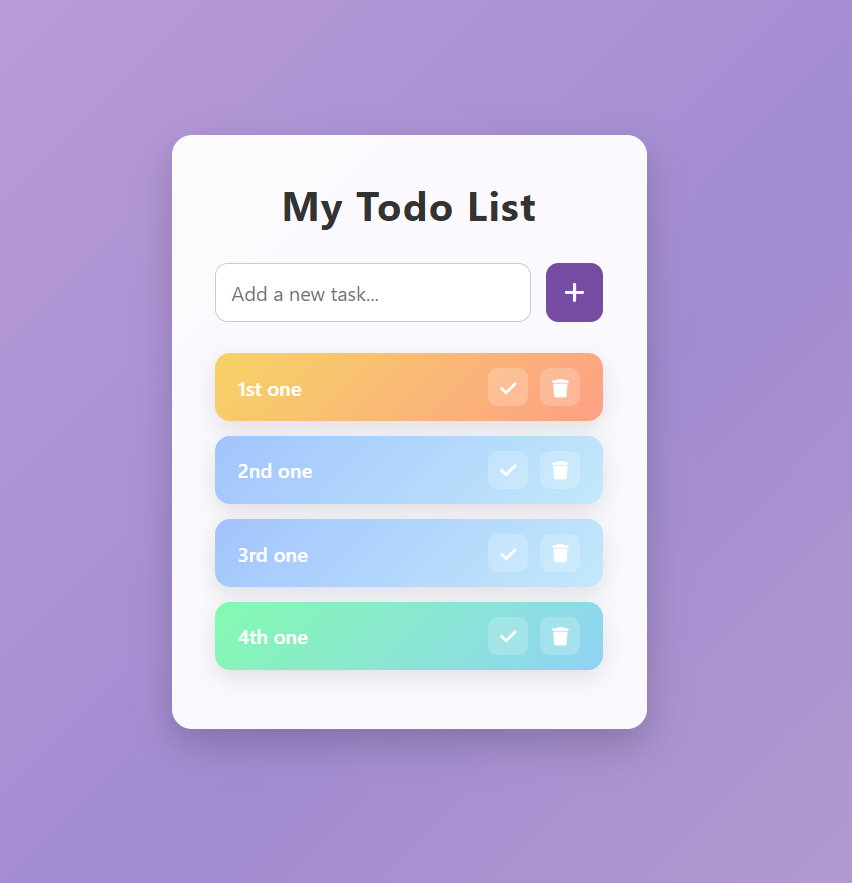 My Todo List
Add a new task...
1st one
2nd one
3rd one
4th one